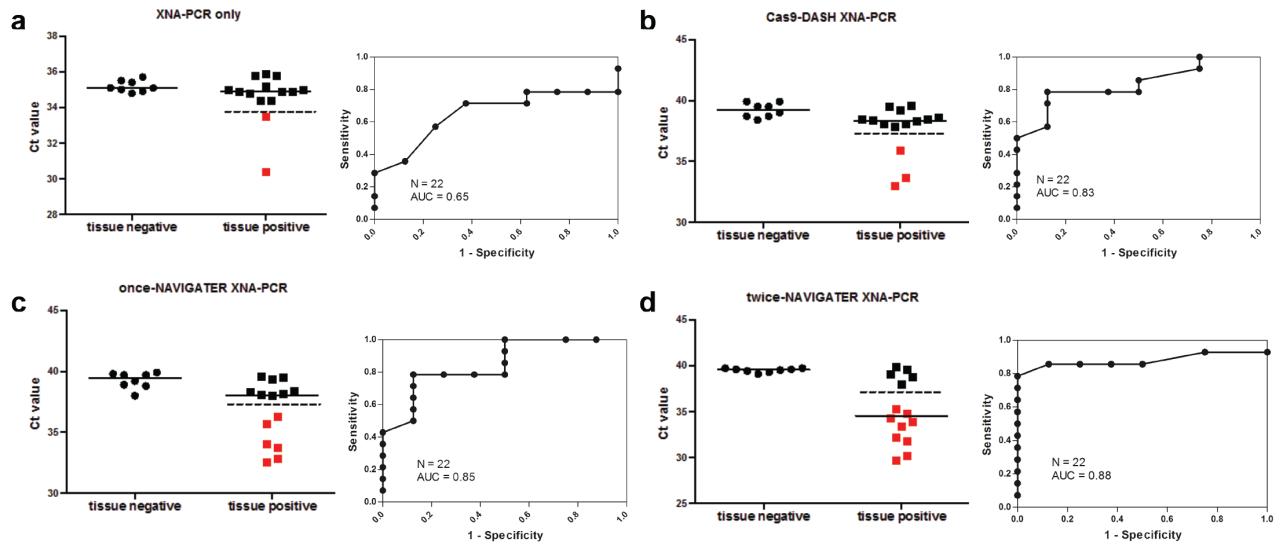 a
XNA-PCR only
Ct value
38
36
34
32
30
28
tissue negative
tissue positive
Sensitivity
1.0
0.8
0.6
0.4
0.2
0.0
N = 22
AUC = 0.65
0.0 0.2 0.4 0.6 0.8 1.0
1 - Specificity
b
Cas9-DASH XNA-PCR
Ct value
45
40
35
30
tissue negative
tissue positive
Sensitivity
1.0
0.8
0.6
0.4
0.2
0.0
N = 22
AUC = 0.83
0.0 0.2 0.4 0.6 0.8 1.0
1 - Specificity
c
once-NAVIGATER XNA-PCR
Ct value
45
40
35
30
tissue negative
tissue positive
Sensitivity
1.0
0.8
0.6
0.4
0.2
0.0
N = 22
AUC = 0.85
0.0 0.2 0.4 0.6 0.8 1.0
1 - Specificity
d
twice-NAVIGATER XNA-PCR
Ct value
45
40
35
30
25
tissue negative
tissue positive
Sensitivity
1.0
0.8
0.6
0.4
0.2
0.0
N = 22
AUC = 0.88
0.0 0.2 0.4 0.6 0.8 1.0
1 - Specificity